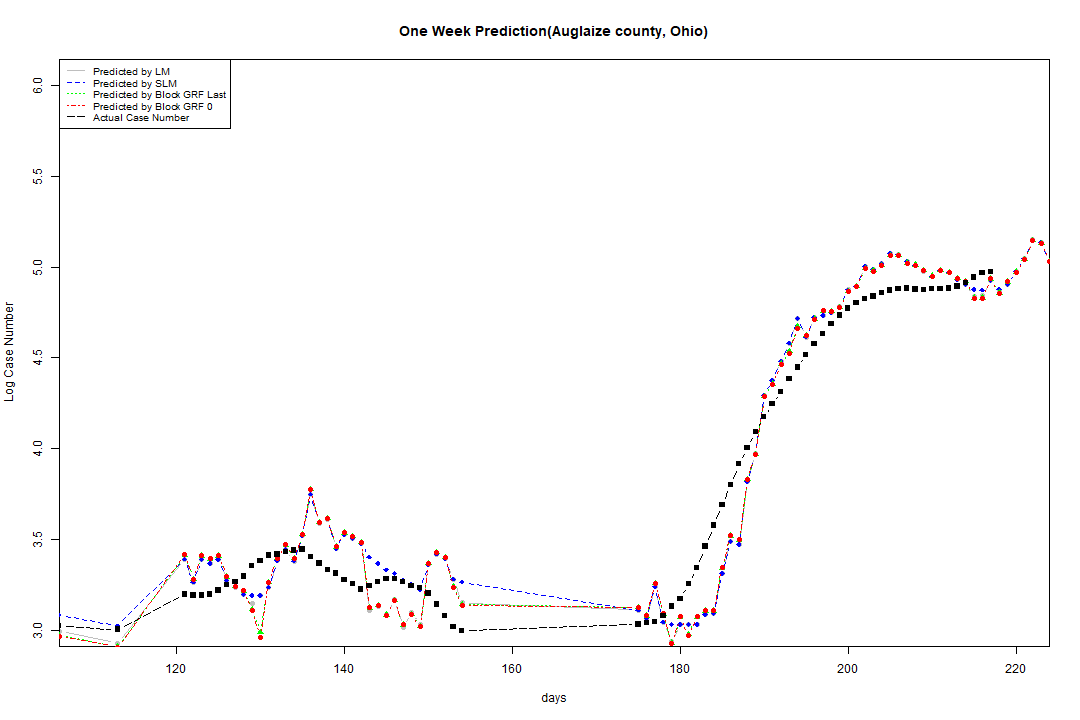 One Week Prediction(Auglaize county, Ohio)
Predicted by LM
Predicted by SLM
Predicted by Block GRF Last
Predicted by Block GRF 0
Actual Case Number
6.0
5.5
5.0
4.5
4.0
3.5
3.0
Log Case Number
120 140 160 180 200 220
days